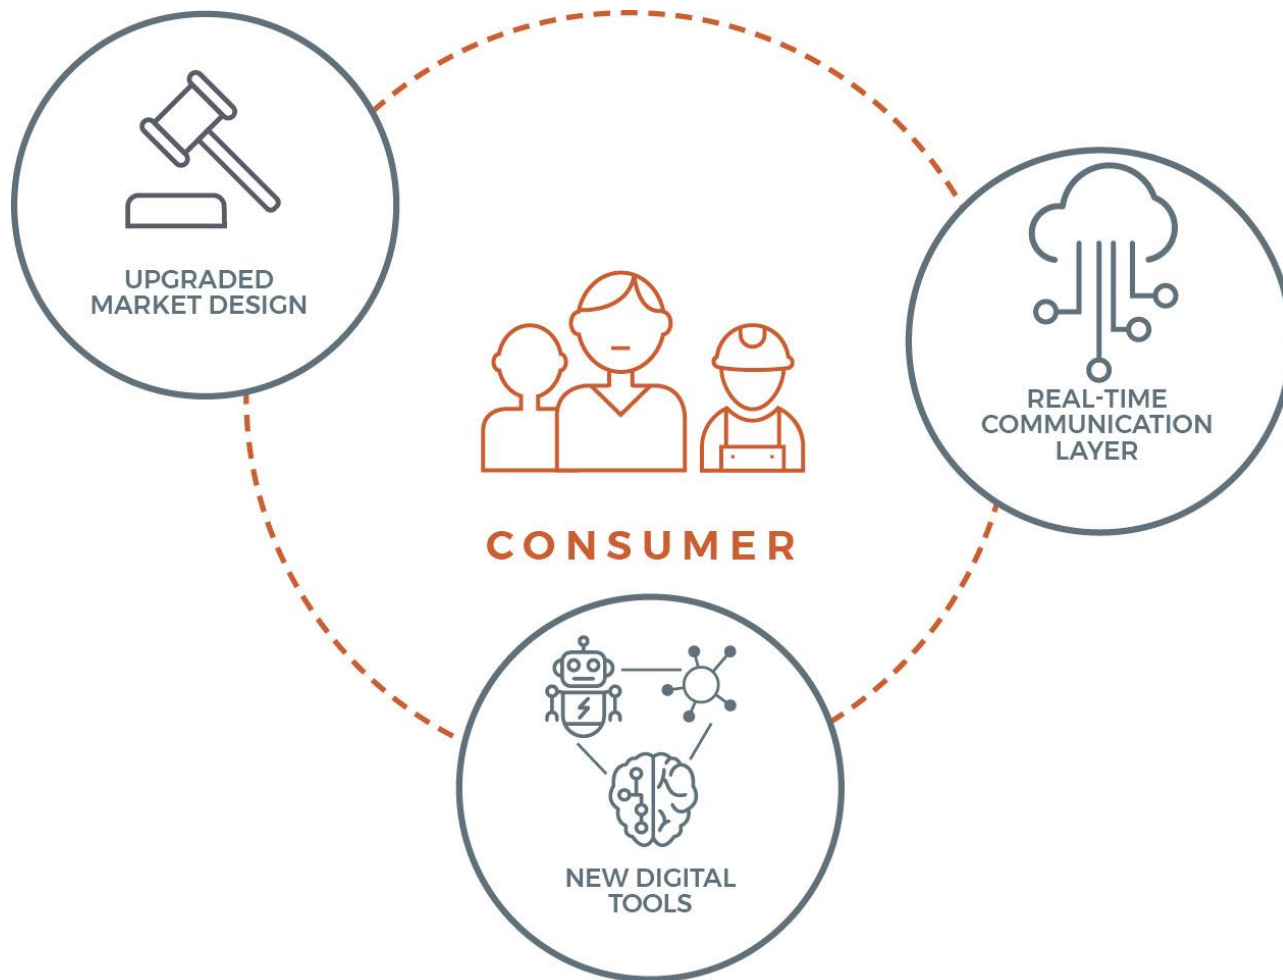 UPGRADED
MARKET DESIGN
REAL-TIME
COMMUNICATION
LAYER
CONSUMER
NEW DIGITAL
TOOLS